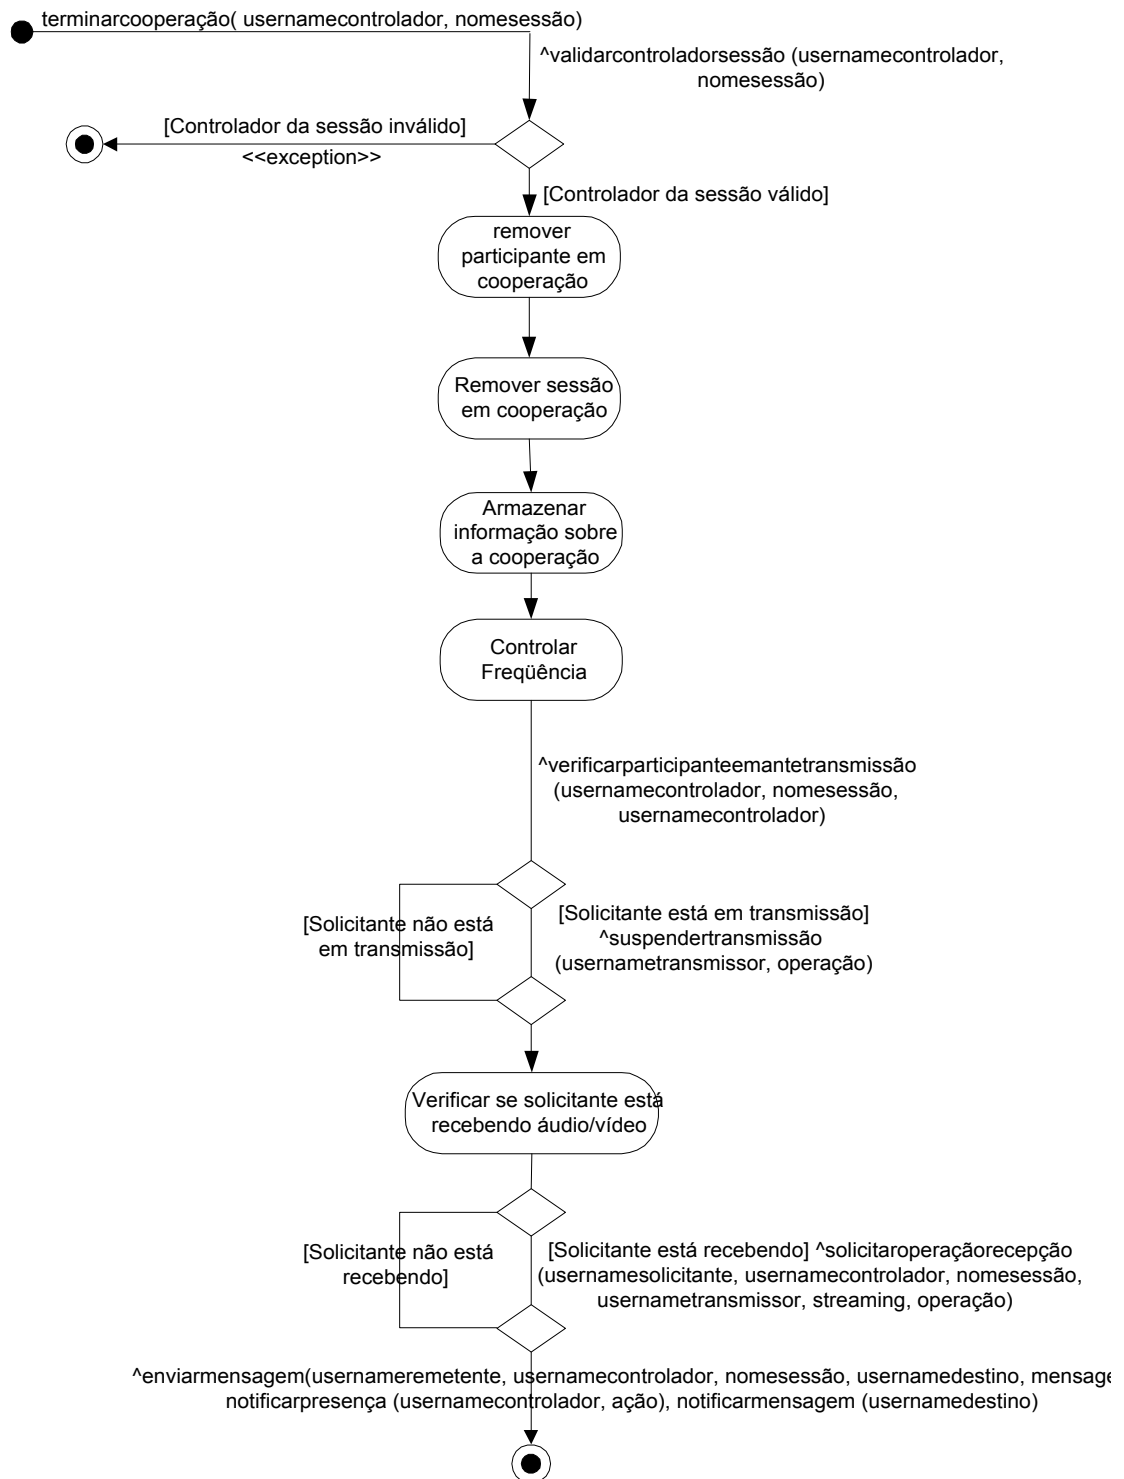 terminarcooperação( usernamecontrolador, nomesessão)
^validarcontroladorsessão (usernamecontrolador,
nomesessão)
[Controlador da sessão inválido]
<<exception>>
[Controlador da sessão válido]
remover
participante em
cooperação
Remover sessão
em cooperação
Armazenar
informação sobre
a cooperação
Controlar
Freqüência
^verificarparticipanteemantetransmissão
(usernamecontrolador, nomesessão,
usernamecontrolador)
[Solicitante não está
em transmissão]
[Solicitante está em transmissão]
^suspendertransmissão
(usernametransmissor, operação)
Verificar se solicitante está
recebendo áudio/vídeo
[Solicitante não está
recebendo]
[Solicitante está recebendo] ^solicitaroperaçãorecepção
(usernamesolicitante, usernamecontrolador, nomesessão,
usernametransmissor, streaming, operação)
^enviarmensagem(usernameremetente, usernamecontrolador, nomesessão, usernamedestino,
notificarpresença (usernamecontrolador, ação), notificarmensagem (usernamedestino)